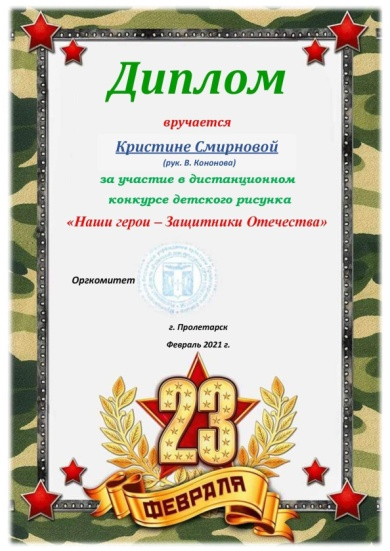 Диплом
вручается
Кристине Смирновой
(рук. В. Кононова)
за участие в дистанционном
конкурсе детского рисунка
«Наши герои – Защитники Отечества»
Оргкомитет
г. Пролетарск
Февраль 2021 г.
23
ФЕВРАЛЯ